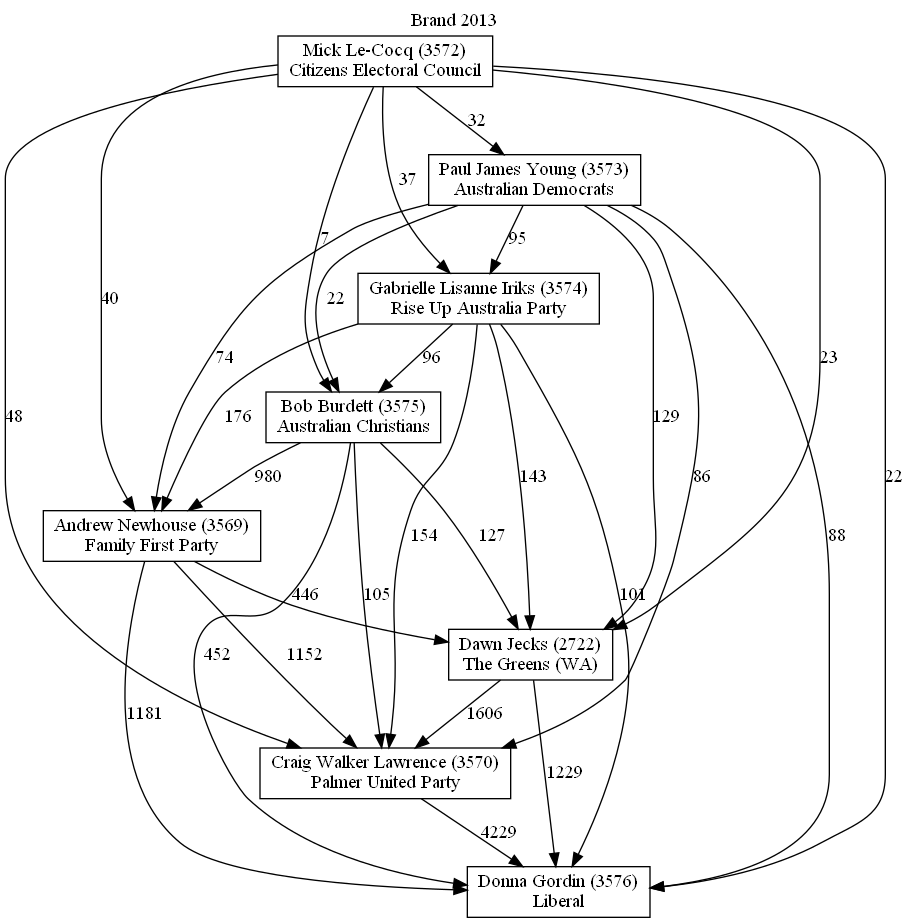 Brand 2013
Mick Le-Cocq (3572)
Citizens Electoral Council
32
Paul James Young (3573)
Australian Democrats
37
7
95
Gabrielle Lisanne Iriks (3574)
Rise Up Australia Party
22
40
74
96
23
Bob Burdett (3575)
Australian Christians
48
176
129
980
143
86
22
Andrew Newhouse (3569)
Family First Party
154
127
88
446
105
101
Dawn Jecks (2722)
The Greens (WA)
452
1152
1181
1606
Craig Walker Lawrence (3570)
Palmer United Party
1229
4229
Donna Gordin (3576)
Liberal